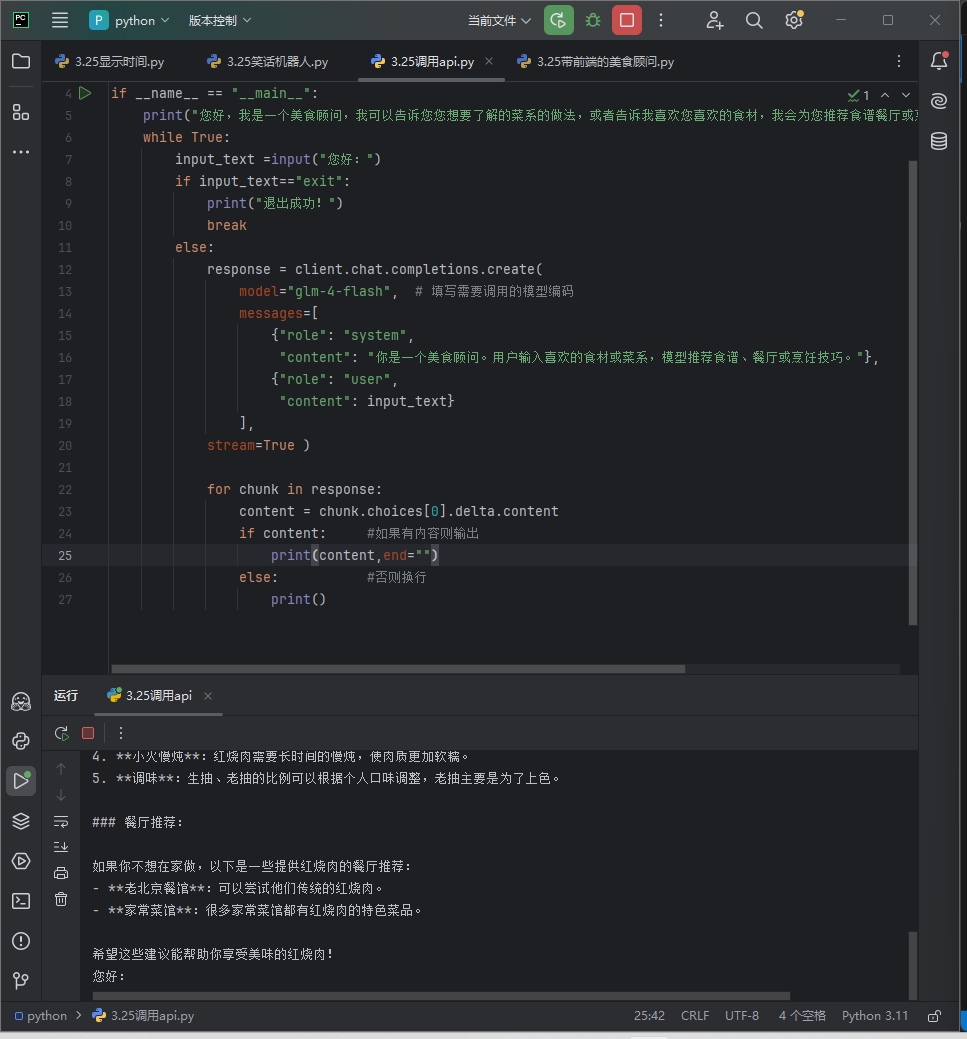 PC
P python 版本控制 当前文件
3.25显示时间.py 3.25笑话机器人.py 3.25调用api.py 3.25带前端的美食顾问.py
4 if __name__ == "__main__": 1
5 print("您好，我是一个美食顾问，我可以告诉您您想要了解的菜系的做法，或者告诉我喜欢您喜欢的食材，我会为您推荐食谱餐厅或
6 while True:
7 input_text =input("您好：")
8 if input_text=="exit":
9 print("退出成功！")
10 break
11 else:
12 response = client.chat.completions.create(
13 model="glm-4-flash", # 填写需要调用的模型编码
14 messages=[
15 {"role": "system",
16 "content": "你是一个美食顾问。用户输入喜欢的食材或菜系，模型推荐食谱、餐厅或烹饪技巧。"},
17 {"role": "user",
18 "content": input_text}
19 ],
20 stream=True )
21
22 for chunk in response:
23 content = chunk.choices[0].delta.content
24 if content: #如果有内容则输出
25 print(content,end="")
26 else: #否则换行
27 print()
运行 3.25调用api
4. **小火慢炖**：红烧肉需要长时间的慢炖，使肉质更加软糯。
5. **调味**：生抽、老抽的比例可以根据个人口味调整，老抽主要是为了上色。
### 餐厅推荐：
如果你不想在家做，以下是一些提供红烧肉的餐厅推荐：
- **老北京餐馆**：可以尝试他们传统的红烧肉。
- **家常菜馆**：很多家常菜馆都有红烧肉的特色菜品。
希望这些建议能帮助你享受美味的红烧肉！
您好：
python 3.25调用api.py 25:42 CRLF UTF-8 4 个空格 Python 3.11